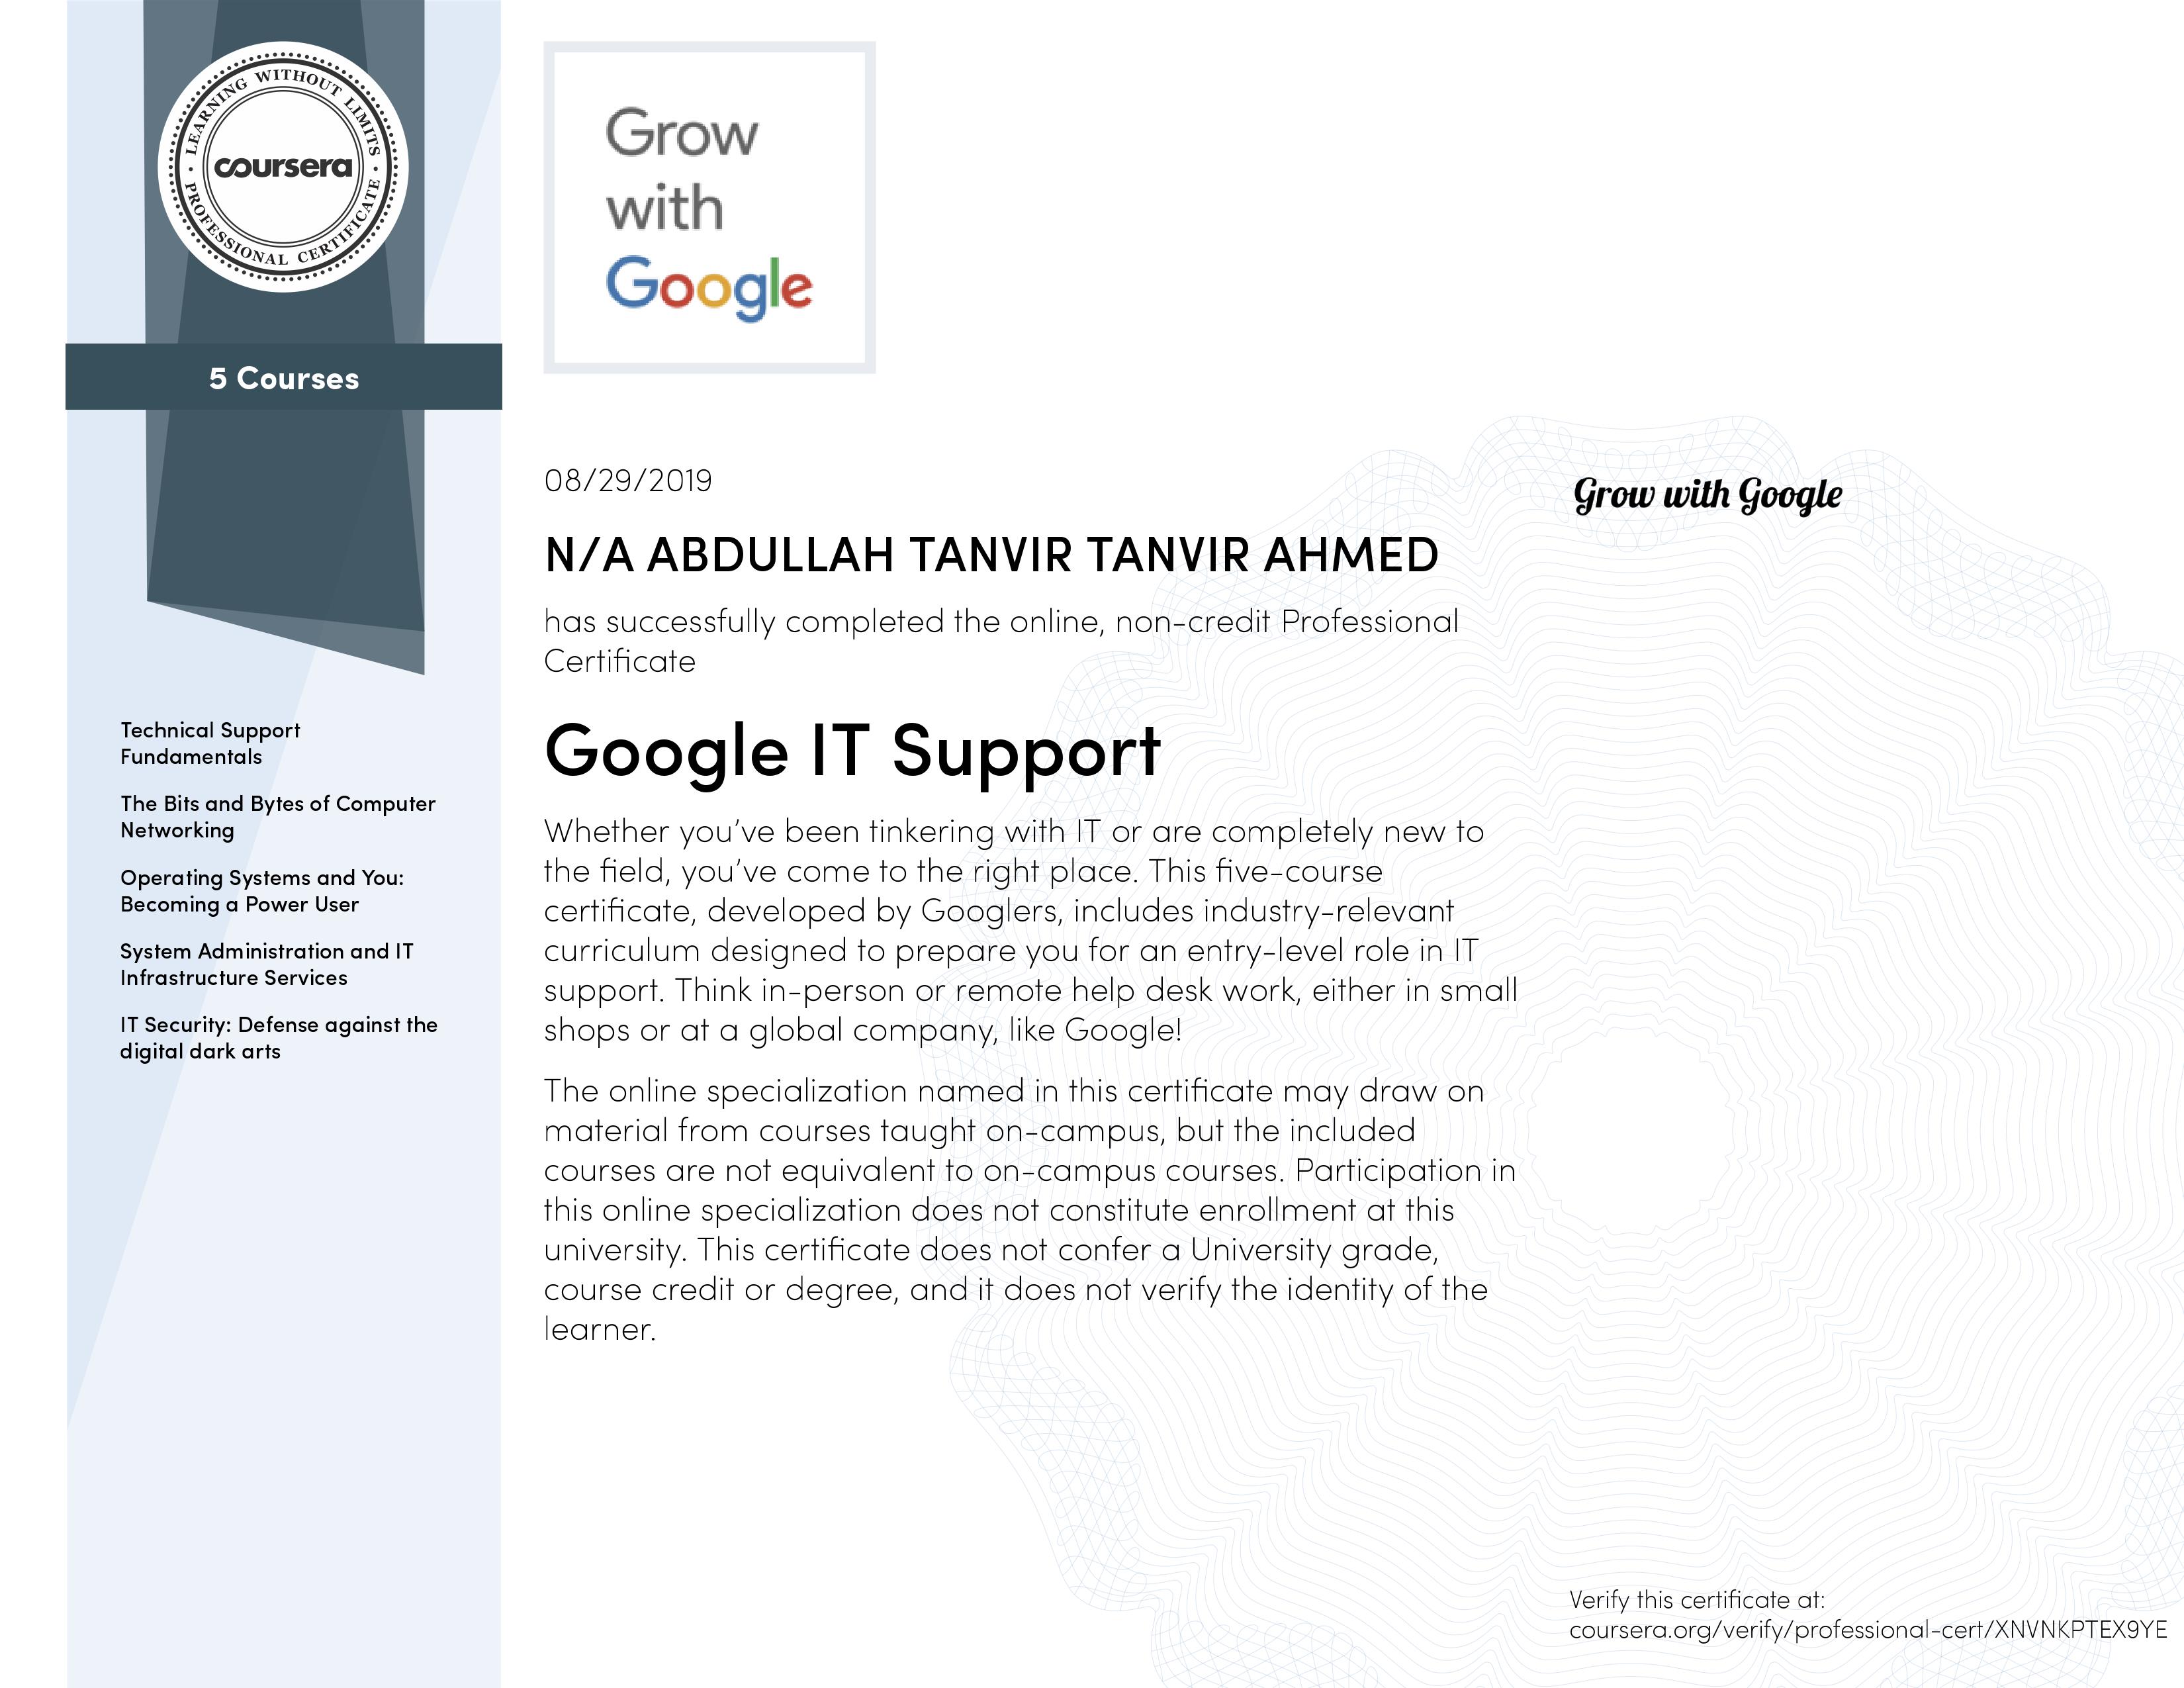 LEARNING WITHOUT LIMITS
coursera
PROFESSIONAL CERTIFICATE
5 Courses
Technical Support
Fundamentals
The Bits and Bytes of Computer
Networking
Operating Systems and You:
Becoming a Power User
System Administration and IT
Infrastructure Services
IT Security: Defense against the
digital dark arts
Grow
with
Google
08/29/2019
N/A ABDULLAH TANVIR TANVIR AHMED
has successfully completed the online, non-credit Professional
Certificate
Google IT Support
Whether you’ve been tinkering with IT or are completely new to
the field, you’ve come to the right place. This five-course
certificate, developed by Googlers, includes industry-relevant
curriculum designed to prepare you for an entry-level role in IT
support. Think in-person or remote help desk work, either in small
shops or at a global company, like Google!
The online specialization named in this certificate may draw on
material from courses taught on-campus, but the included
courses are not equivalent to on-campus courses. Participation in
this online specialization does not constitute enrollment at this
university. This certificate does not confer a University grade,
course credit or degree, and it does not verify the identity of the
learner.
Grow with Google
Verify this certificate at:
coursera.org/verify/professional-cert/XNVNKPTEX9YE